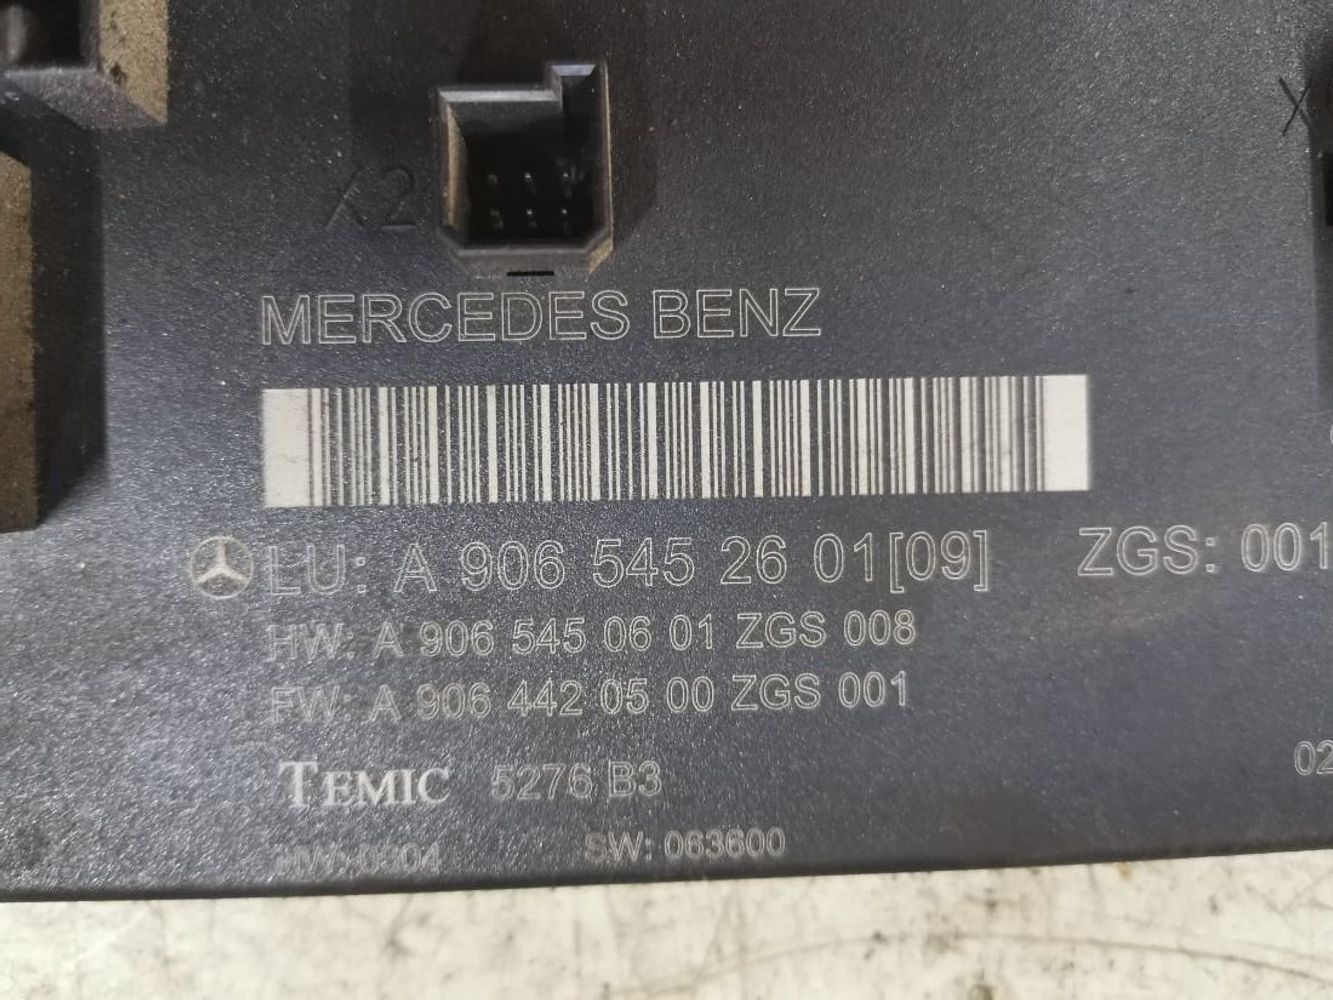 X2
X
MERCEDES BENZ
LU: A 906 545 26 01[09] ZGS: 001
HW: A 906 545 06 01 ZGS 008
FW: A 906 442 05 00 ZGS 001
02
TEMIC 5276 B3
SW: 063600